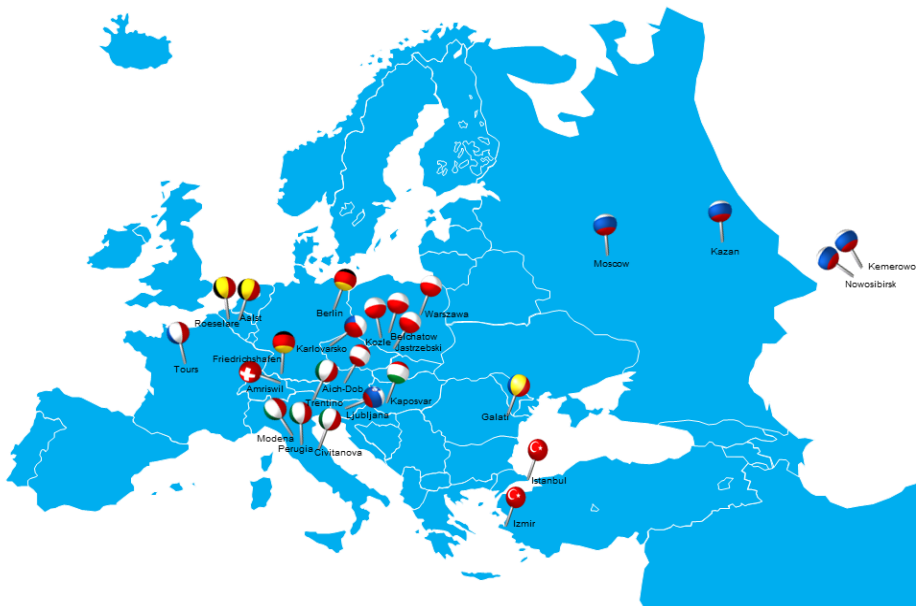 Kazan
Moscow
Kemerowo
Nowosibirsk
Berlin
Warszawa
Roeselare
Aalst
Belchatow
Kozle
Jastrzebski
Karlovarsko
Friedrichshafen
Tours
Amriswil
Aich-Dob
Kaposvar
Trentino
Ljubljana
Galati
Modena
Perugia
Civitanova
Istanbul
Izmir